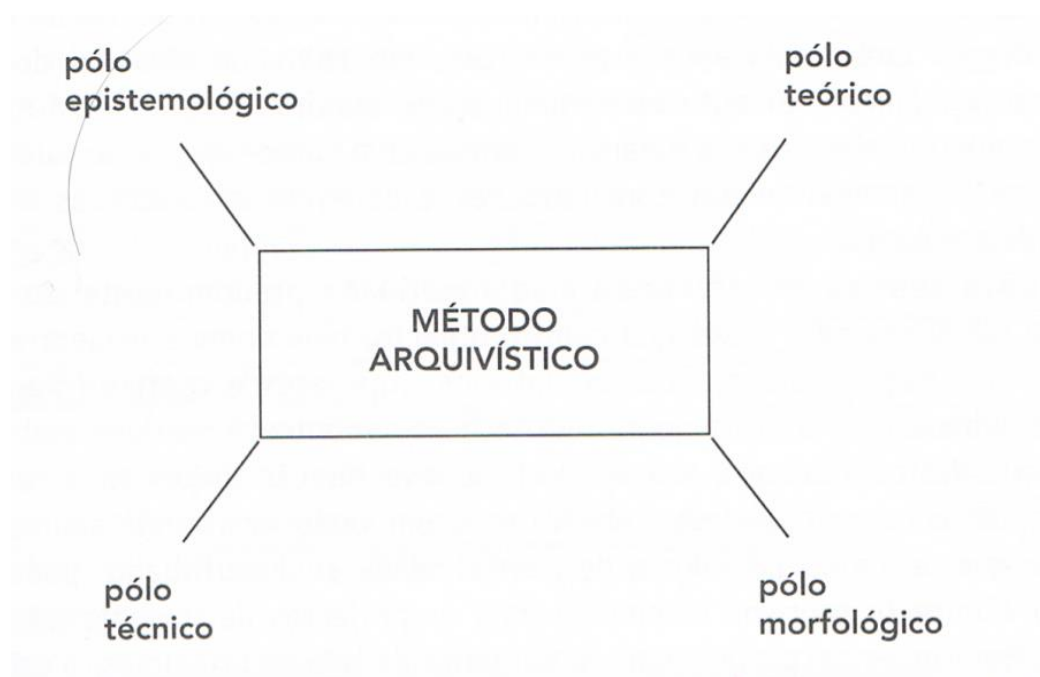 pólo
epistemológico
pólo
teórico
MÉTODO
ARQUIVÍSTICO
pólo
técnico
pólo
morfológico